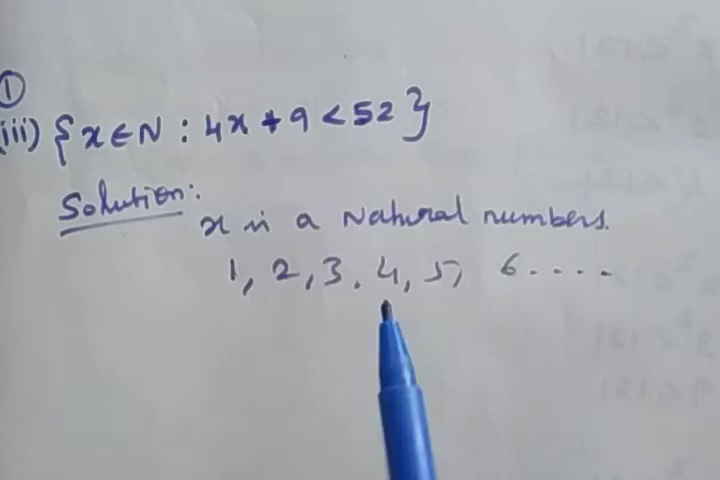 ①
(iii) {x∈N : 4x+9<52}
Solution:
x is a Natural numbers.
1, 2, 3. 4, 5, 6....